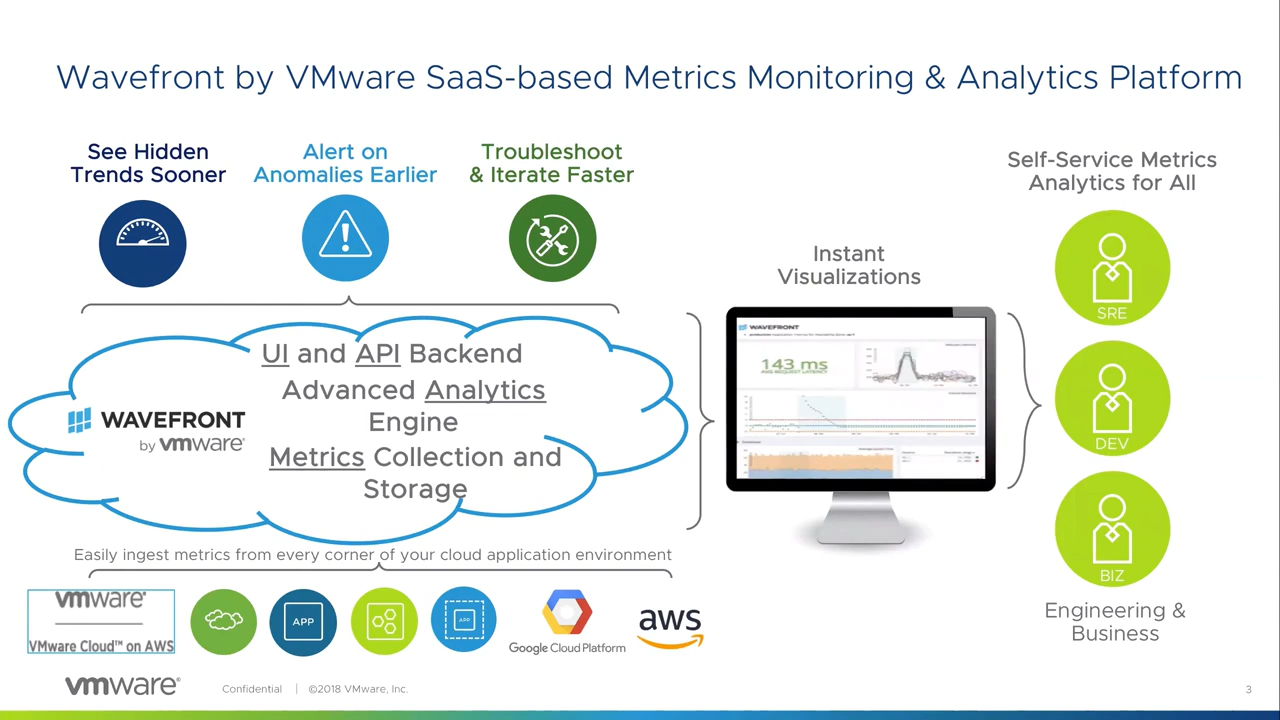 Wavefront by VMware SaaS-based Metrics Monitoring & Analytics Platform
See Hidden
Trends Sooner
Alert on
Anomalies Earlier
Troubleshoot
& Iterate Faster
Self-Service Metrics
Analytics for All
SRE
DEV
BIZ
Engineering &
Business
Instant
Visualizations
WAVEFRONT
143 ms
AVG REQUEST LATENCY
UI and API Backend
Advanced Analytics
Engine
Metrics Collection and
Storage
WAVEFRONT
by vmware®
Easily ingest metrics from every corner of your cloud application environment
vmware®
VMware Cloud™ on AWS
APP
APP
Google Cloud Platform
aws
vmware®
Confidential | ©2018 VMware, Inc.
3